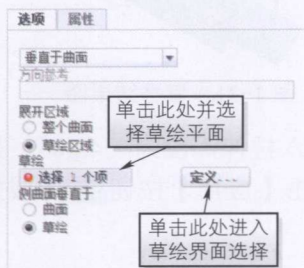 选项 属性
垂直于曲面
方向参考
展开区域
整个曲面
草绘区域
草绘
选择 1 个项 定义...
侧曲面垂直于
曲面
草绘
单击此处并选
择草绘平面
单击此处进入
草绘界面选择